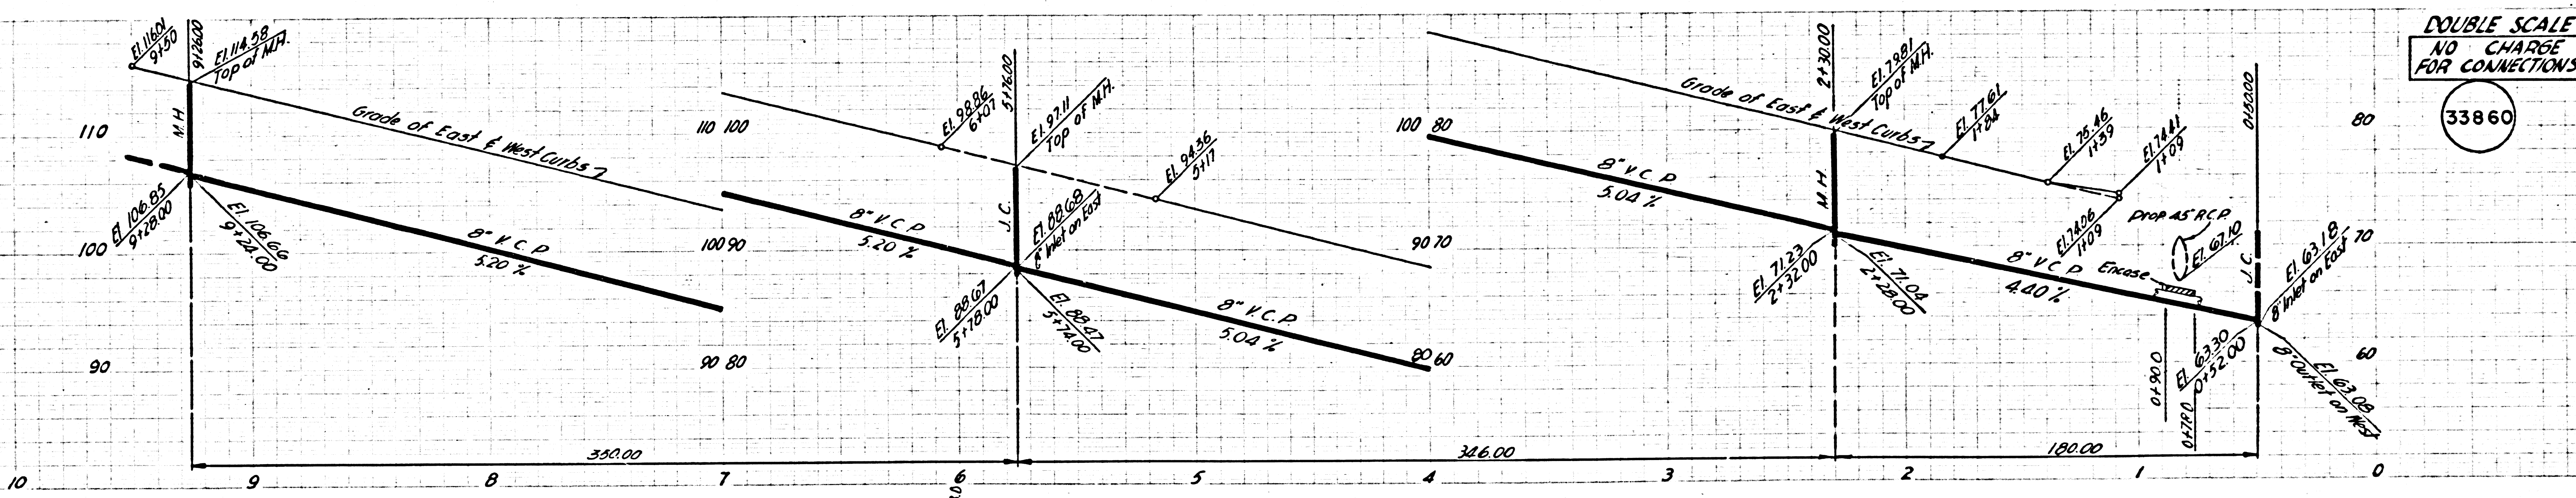 DOUBLE SCALE
NO CHARGE
FOR CONNECTIONS
33860
El. 116.01
9+50
9+26.00
El. 114.58
Top of M.H.
M.H.
110
Grade of East & West Curbs
110 100
El. 106.85
9+28.00
El. 106.66
9+24.00
100
8" V.C.P.
5.20 %
100 90
90
90 80
El. 98.86
6+07
5+76.00
El. 97.11
Top of M.H.
El. 94.36
5+17
8" V.C.P.
5.20 %
J.C.
El. 88.68
Inlet on East
El. 88.67
5+78.00
El. 88.47
5+74.00
8" V.C.P.
5.04 %
100 80
90 70
80 60
Grade of East & West Curbs
8" V.C.P.
5.04 %
2+30.00
El. 79.81
Top of M.H.
El. 77.61
1+84
El. 75.46
1+39
El. 74.41
1+09
El. 74.06
1+09
M.H.
El. 71.23
2+32.00
El. 71.04
2+28.00
8" V.C.P.
4.40 %
Encase
Prop. 45" R.C.P.
El. 67.10
0+50.00
J.C.
El. 63.18
8" Inlet on East
El. 63.30
0+52.00
El. 63.08
8" Outlet on West
0+90.0
0+78.0
80
70
60
350.00
346.00
180.00
10 9 8 7 6 5 4 3 2 1 0